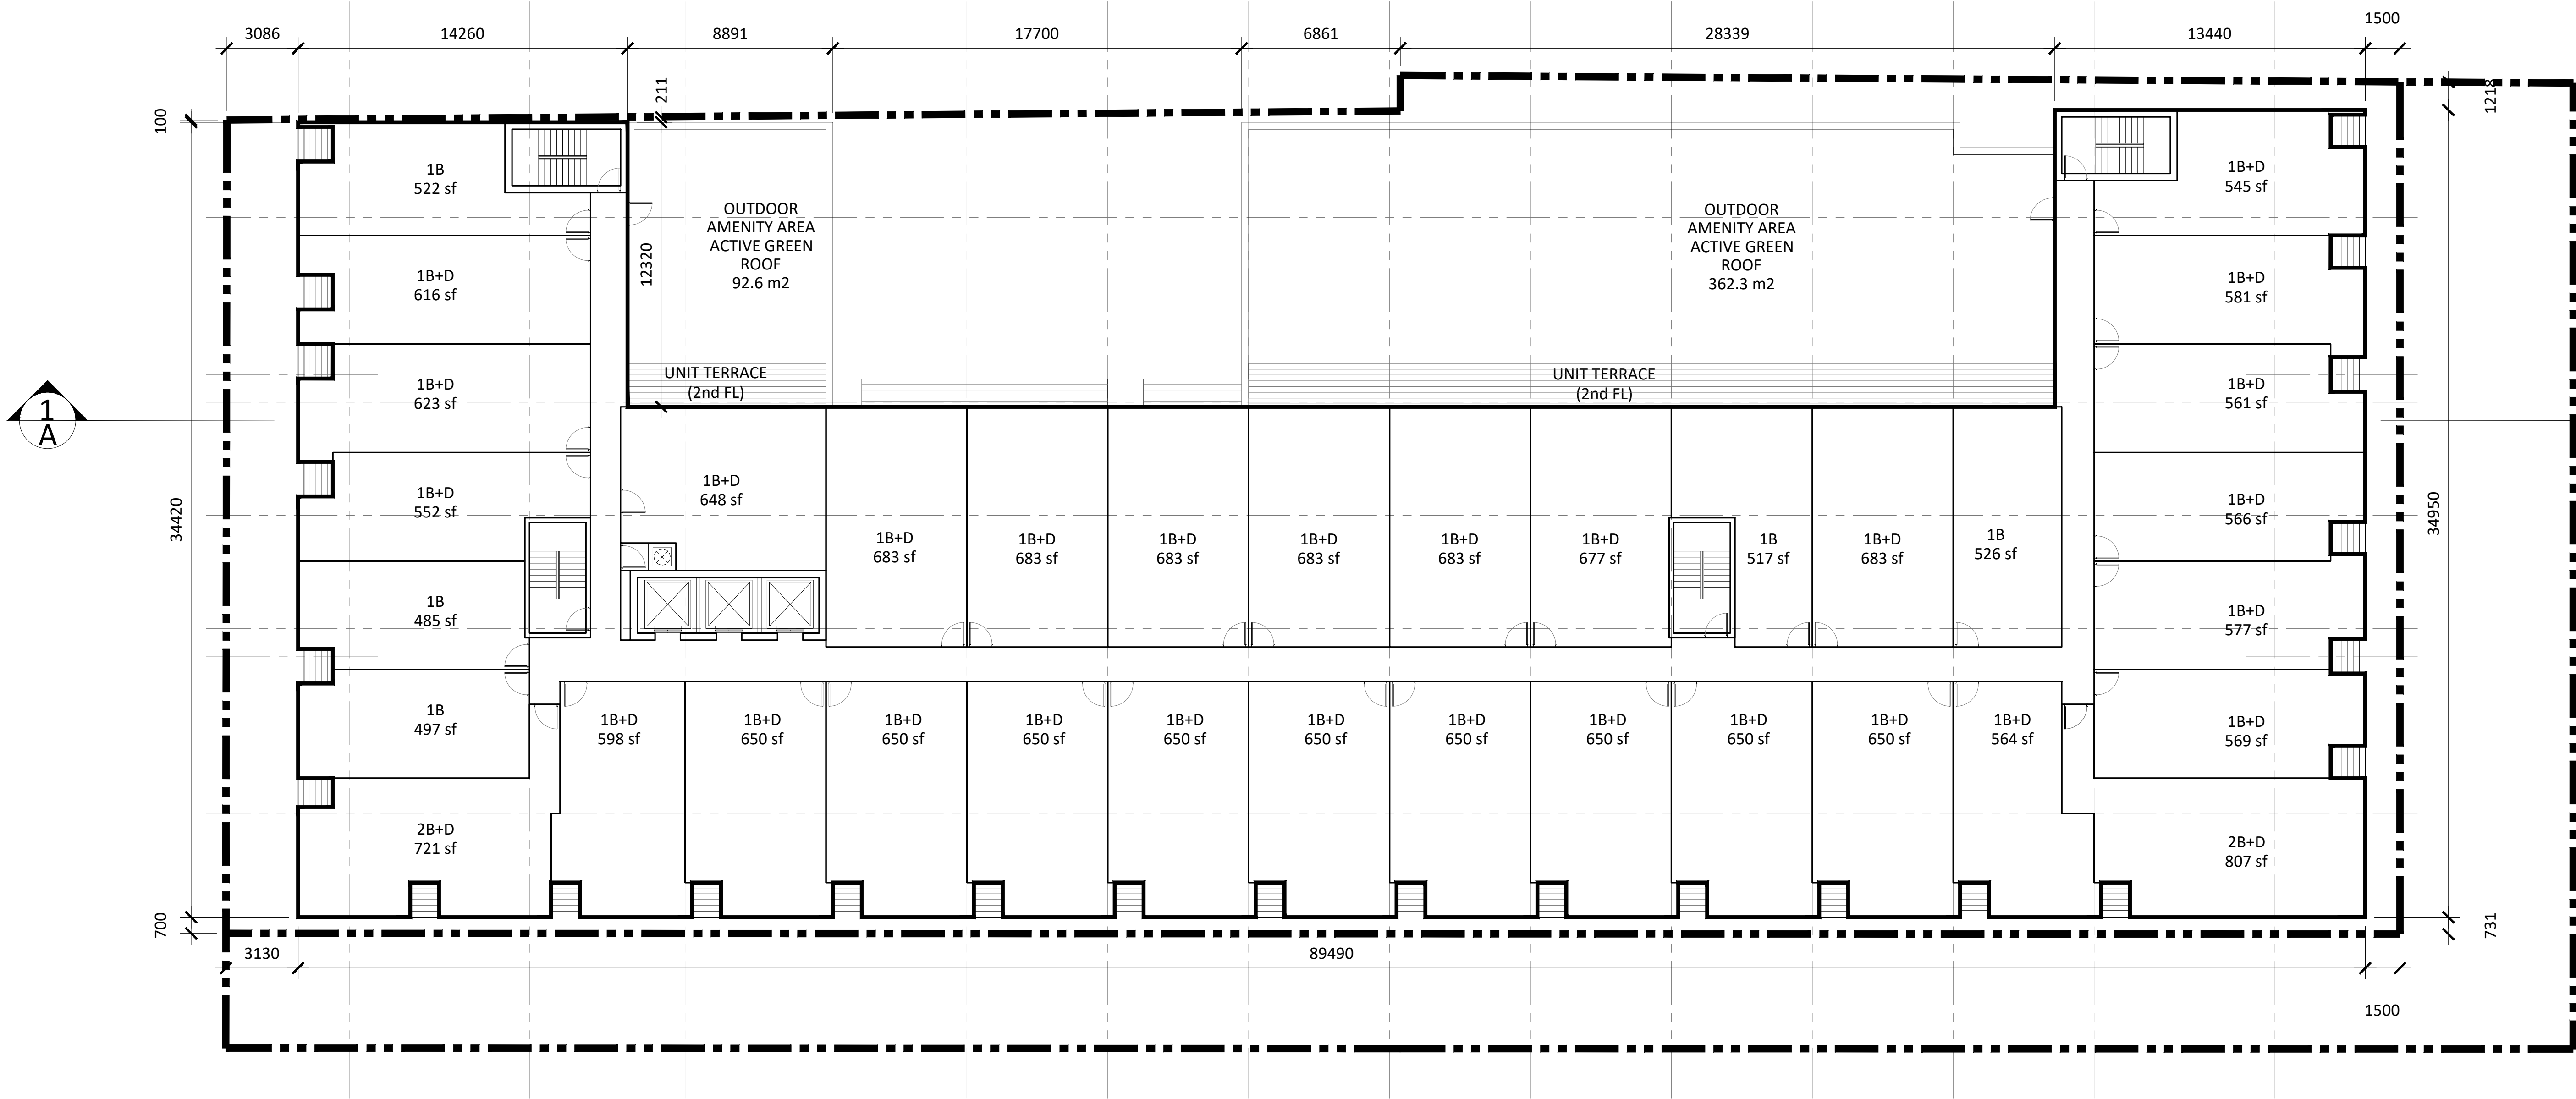 3086
14260
8891
17700
6861
28339
13440
1500
100
211
1218
1B
522 sf
1B+D
545 sf
OUTDOOR
AMENITY AREA
ACTIVE GREEN
ROOF
92.6 m2
OUTDOOR
AMENITY AREA
ACTIVE GREEN
ROOF
362.3 m2
12320
1B+D
616 sf
1B+D
581 sf
UNIT TERRACE
(2nd FL)
UNIT TERRACE
(2nd FL)
1B+D
623 sf
1B+D
561 sf
1
A
34420
34950
1B+D
552 sf
1B+D
648 sf
1B+D
683 sf
1B+D
683 sf
1B+D
683 sf
1B+D
683 sf
1B+D
683 sf
1B+D
677 sf
1B
517 sf
1B+D
683 sf
1B
526 sf
1B+D
566 sf
1B
485 sf
1B+D
577 sf
1B
497 sf
1B+D
598 sf
1B+D
650 sf
1B+D
650 sf
1B+D
650 sf
1B+D
650 sf
1B+D
650 sf
1B+D
650 sf
1B+D
650 sf
1B+D
650 sf
1B+D
650 sf
1B+D
564 sf
1B+D
569 sf
2B+D
721 sf
2B+D
807 sf
700
731
3130
89490
1500